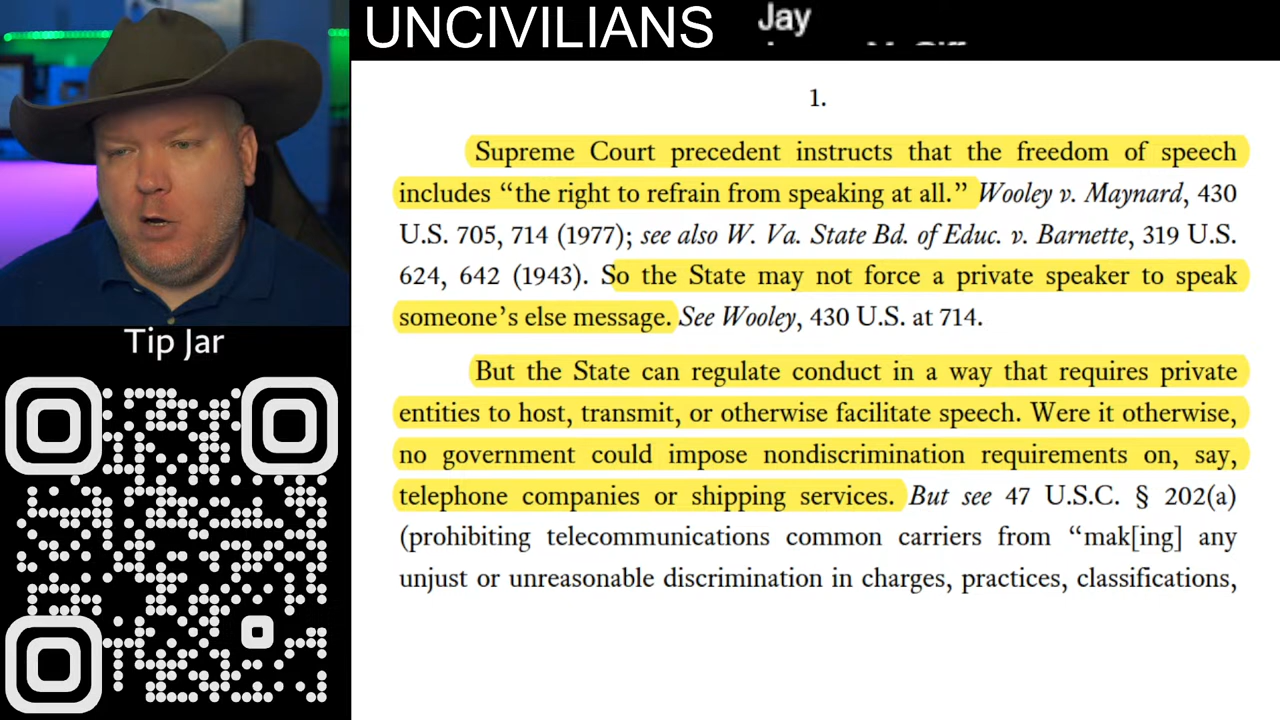 UNCIVILIANS
Jay
Tip Jar
1.
Supreme Court precedent instructs that the freedom of speech
includes “the right to refrain from speaking at all.” Wooley v. Maynard, 430
U.S. 705, 714 (1977); see also W. Va. State Bd. of Educ. v. Barnette, 319 U.S.
624, 642 (1943). So the State may not force a private speaker to speak
someone’s else message. See Wooley, 430 U.S. at 714.
But the State can regulate conduct in a way that requires private
entities to host, transmit, or otherwise facilitate speech. Were it otherwise,
no government could impose nondiscrimination requirements on, say,
telephone companies or shipping services. But see 47 U.S.C. § 202(a)
(prohibiting telecommunications common carriers from “mak[ing] any
unjust or unreasonable discrimination in charges, practices, classifications,